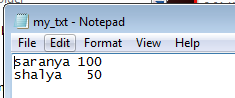 my_txt - Notepad
File Edit Format View Help
saranya 100
shalya 50